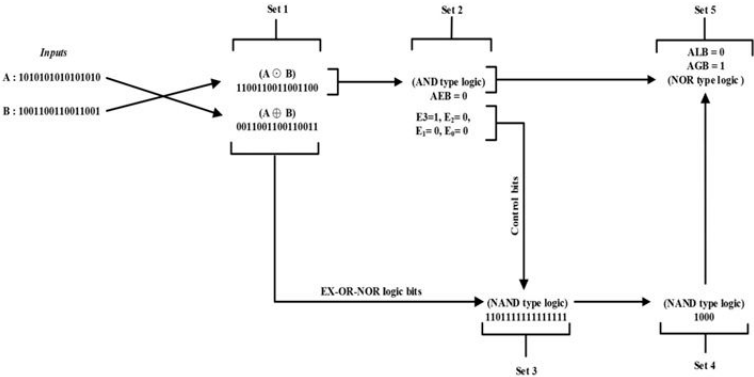 Set 1
Set 2
Set 5
Inputs
A : 1010101010101010
B : 1001100110011001
(A ⊙ B)
1100110011001100
(A ⊕ B)
0011001100110011
(AND type logic)
AEB = 0
E3=1, E₂= 0,
E₁= 0, E₀= 0
ALB = 0
AGB = 1
(NOR type logic)
Control bits
EX-OR-NOR logic bits
(NAND type logic)
1101111111111111
Set 3
(NAND type logic)
1000
Set 4